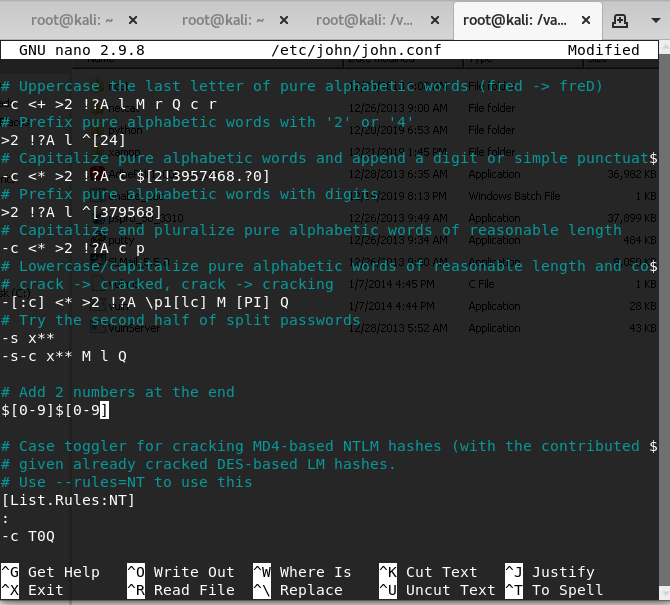 root@kali: ~ × root@kali: ~ × root@kali: /v… × root@kali: /va… ×
GNU nano 2.9.8 /etc/john/john.conf Modified
# Uppercase the last letter of pure alphabetic words (fred -> freD)
-c <+ >2 !?A l M r Q c r
# Prefix pure alphabetic words with '2' or '4'
>2 !?A l ^[24]
# Capitalize pure alphabetic words and append a digit or simple punctuat$
-c <* >2 !?A c $[2!3957468.?0]
# Prefix pure alphabetic words with digits
>2 !?A l ^[379568]
# Capitalize and pluralize pure alphabetic words of reasonable length
-c <* >2 !?A c p
# Lowercase/capitalize pure alphabetic words of reasonable length and co$
# crack -> cracked, crack -> cracking
-[:c] <* >2 !?A \p1[lc] M [PI] Q
# Try the second half of split passwords
-s x**
-s-c x** M l Q
# Add 2 numbers at the end
$[0-9]$[0-9]
# Case toggler for cracking MD4-based NTLM hashes (with the contributed $
# given already cracked DES-based LM hashes.
# Use --rules=NT to use this
[List.Rules:NT]
:
-c T0Q
^G Get Help ^O Write Out ^W Where Is ^K Cut Text ^J Justify
^X Exit ^R Read File ^\ Replace ^U Uncut Text ^T To Spell